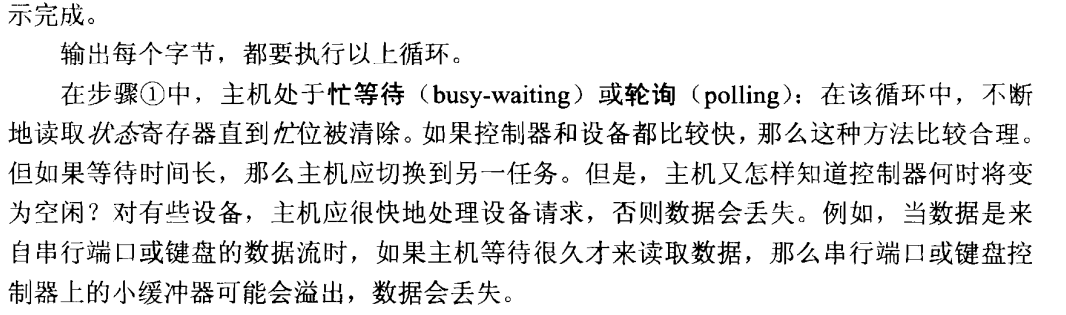 示完成。
输出每个字节，都要执行以上循环。
在步骤①中，主机处于忙等待（busy-waiting）或轮询（polling）：在该循环中，不断
地读取状态寄存器直到忙位被清除。如果控制器和设备都比较快，那么这种方法比较合理。
但如果等待时间长，那么主机应切换到另一任务。但是，主机又怎样知道控制器何时将变
为空闲？对有些设备，主机应很快地处理设备请求，否则数据会丢失。例如，当数据是来
自串行端口或键盘的数据流时，如果主机等待很久才来读取数据，那么串行端口或键盘控
制器上的小缓冲器可能会溢出，数据会丢失。